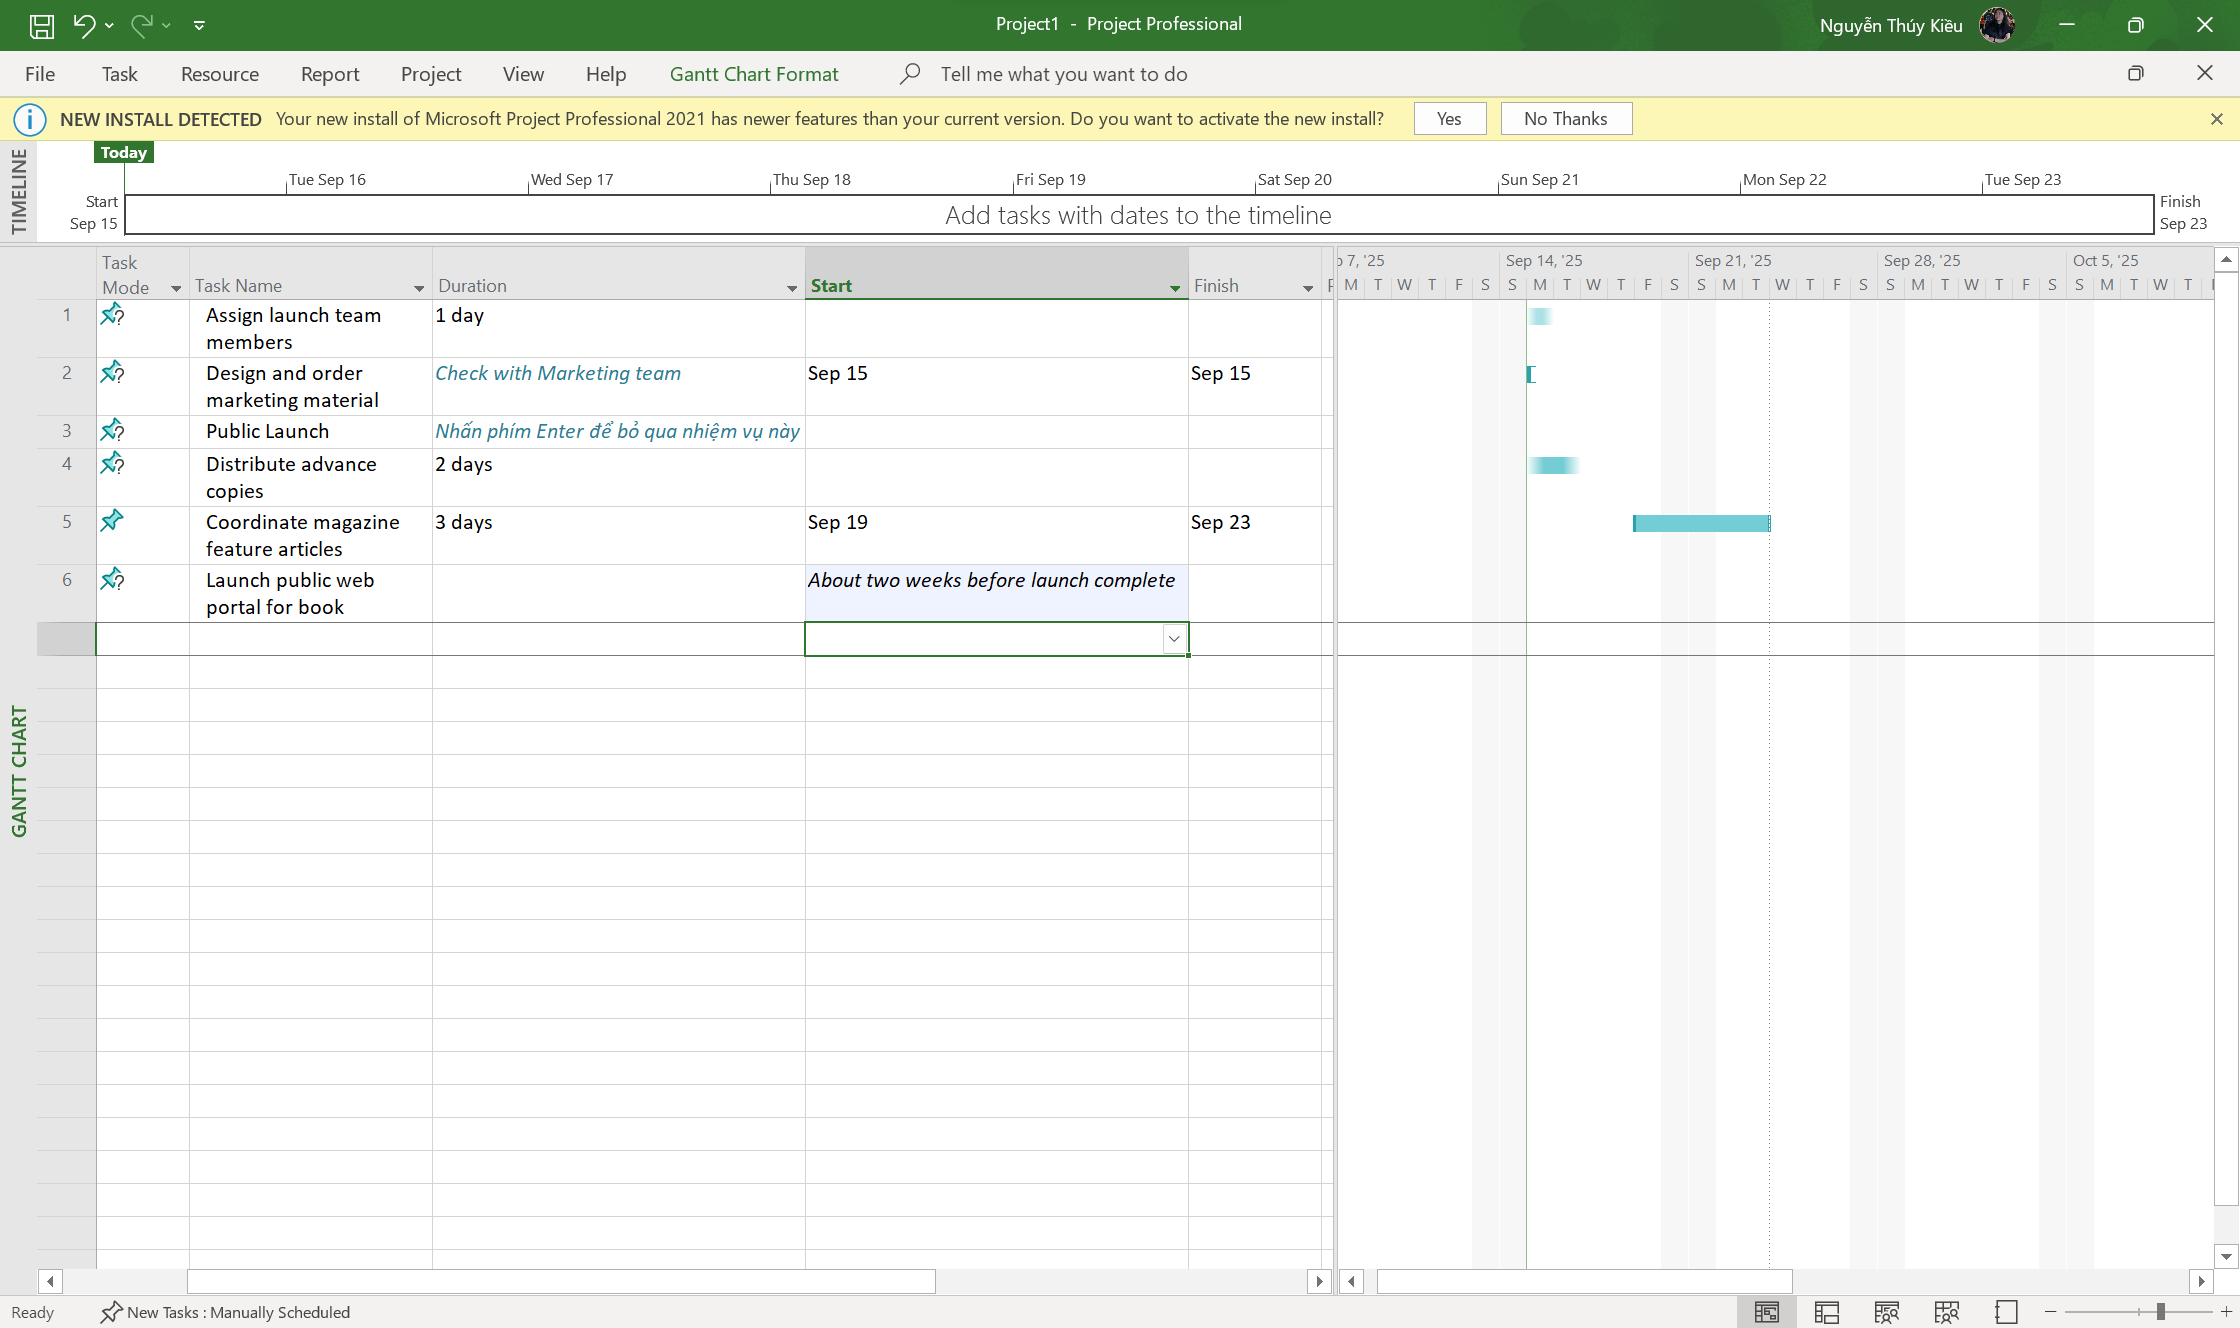 Project1 - Project Professional
Nguyễn Thúy Kiều
File Task Resource Report Project View Help Gantt Chart Format Tell me what you want to do
NEW INSTALL DETECTED Your new install of Microsoft Project Professional 2021 has newer features than your current version. Do you want to activate the new install? Yes No Thanks
TIMELINE
Today
Tue Sep 16 Wed Sep 17 Thu Sep 18 Fri Sep 19 Sat Sep 20 Sun Sep 21 Mon Sep 22 Tue Sep 23
Start
Sep 15
Add tasks with dates to the timeline
Finish
Sep 23
GANTT CHART
Task
Mode Task Name Duration Start Finish
7, '25 Sep 14, '25 Sep 21, '25 Sep 28, '25 Oct 5, '25
M T W T F S S M T W T F S S M T W T F S S M T W T F S S M T W T
1 Assign launch team
members
1 day
2 Design and order
marketing material
Check with Marketing team Sep 15 Sep 15
3 Public Launch Nhấn phím Enter để bỏ qua nhiệm vụ này
4 Distribute advance
copies
2 days
5 Coordinate magazine
feature articles
3 days Sep 19 Sep 23
6 Launch public web
portal for book
About two weeks before launch complete
Ready New Tasks : Manually Scheduled